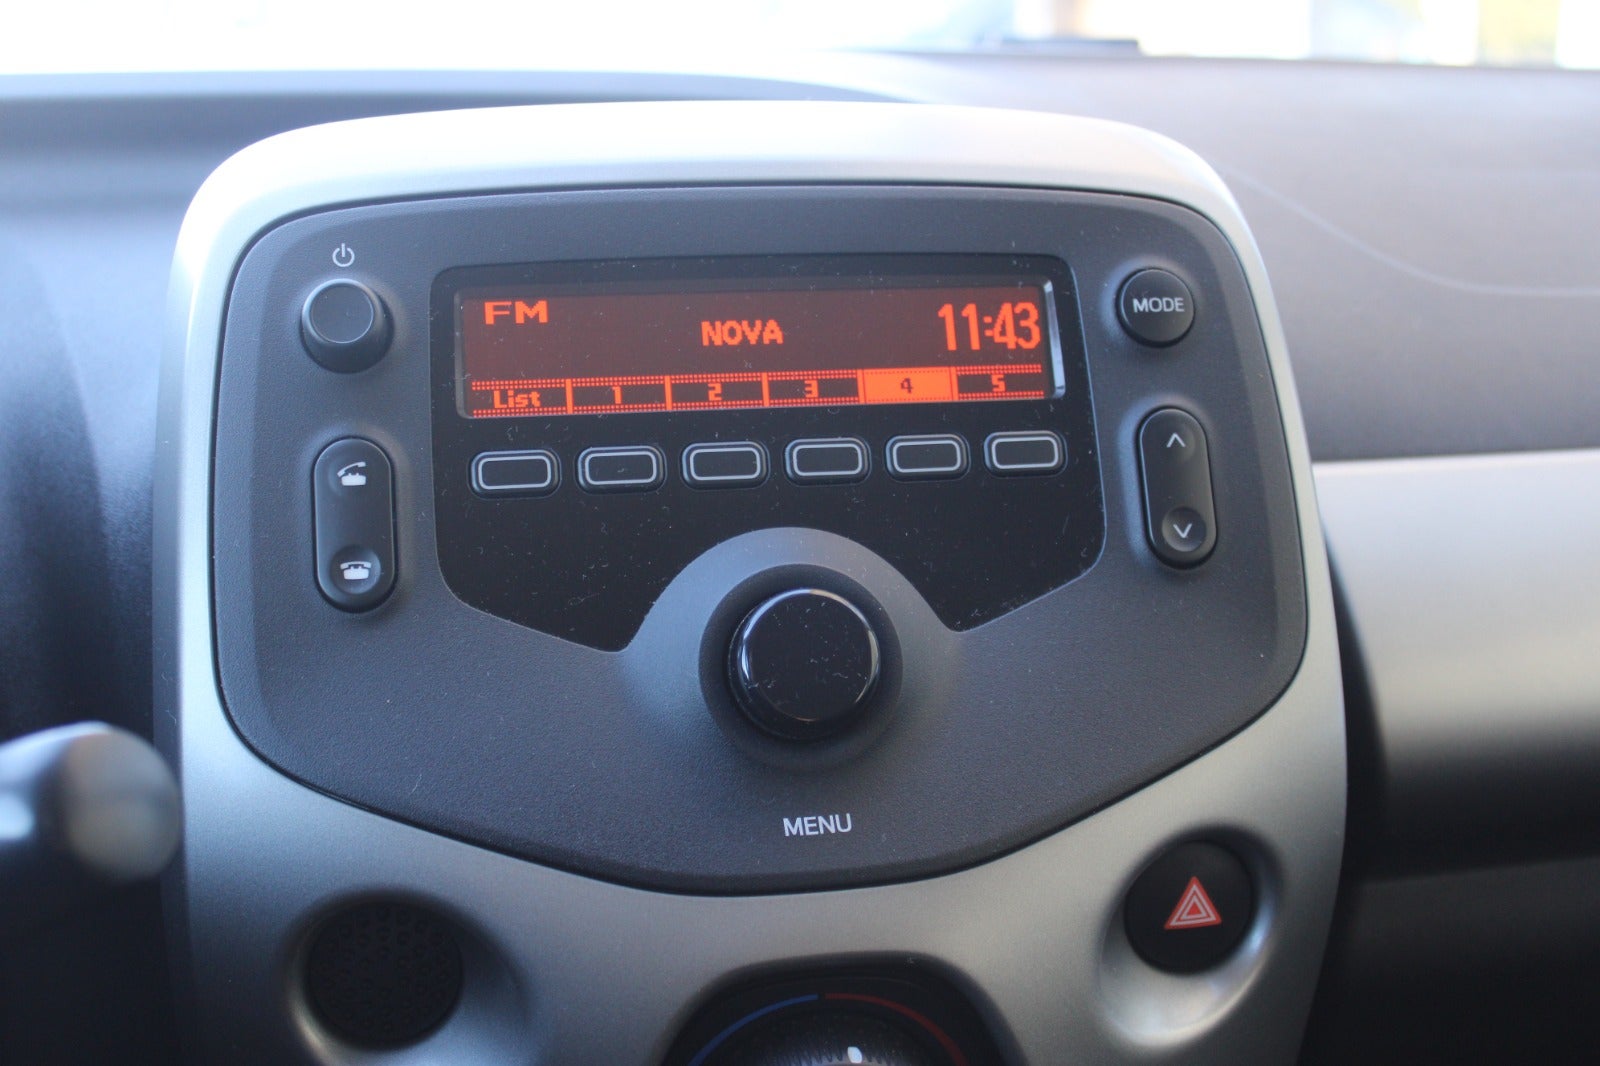 FM
NOVA
11:43
List 1 2 3 4 5
MODE
MENU